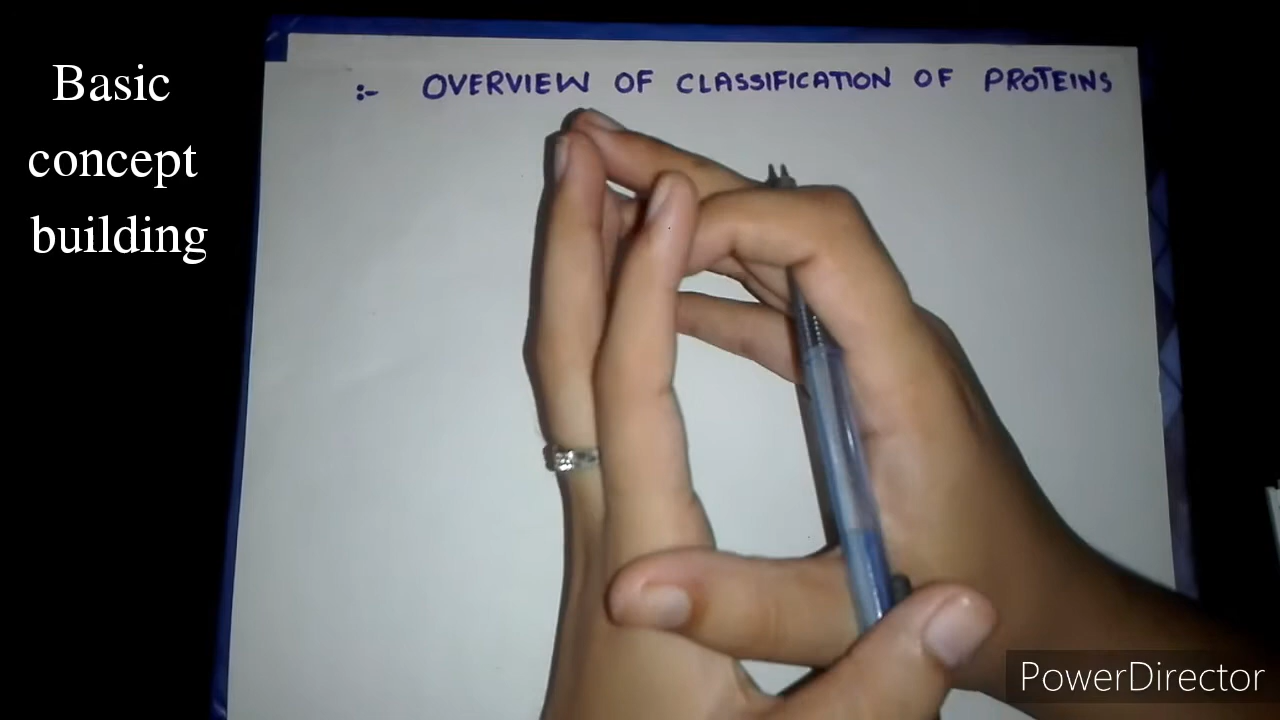 Basic
concept
building
:- OVERVIEW OF CLASSIFICATION OF PROTEINS
PowerDirector